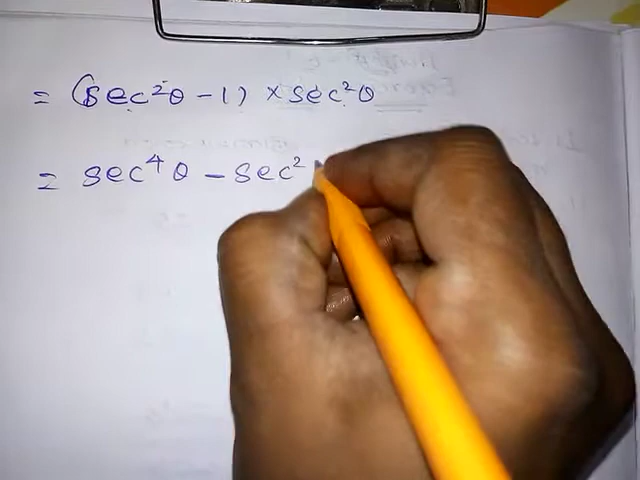 = (sec²θ - 1) × sec²θ
= sec⁴θ - sec²